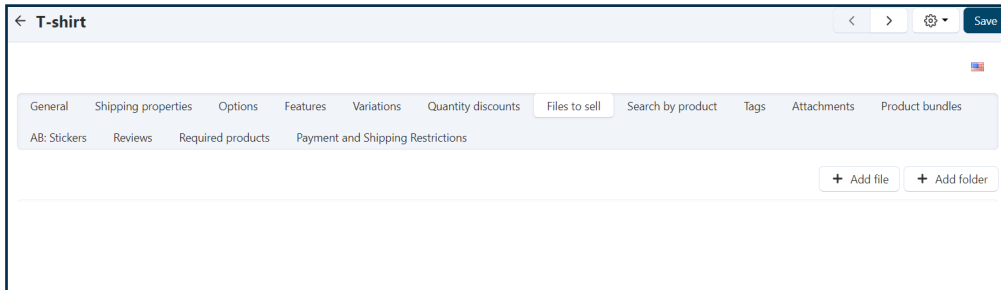 T-shirt
Save
General Shipping properties Options Features Variations Quantity discounts Files to sell Search by product Tags Attachments Product bundles
AB: Stickers Reviews Required products Payment and Shipping Restrictions
+ Add file + Add folder